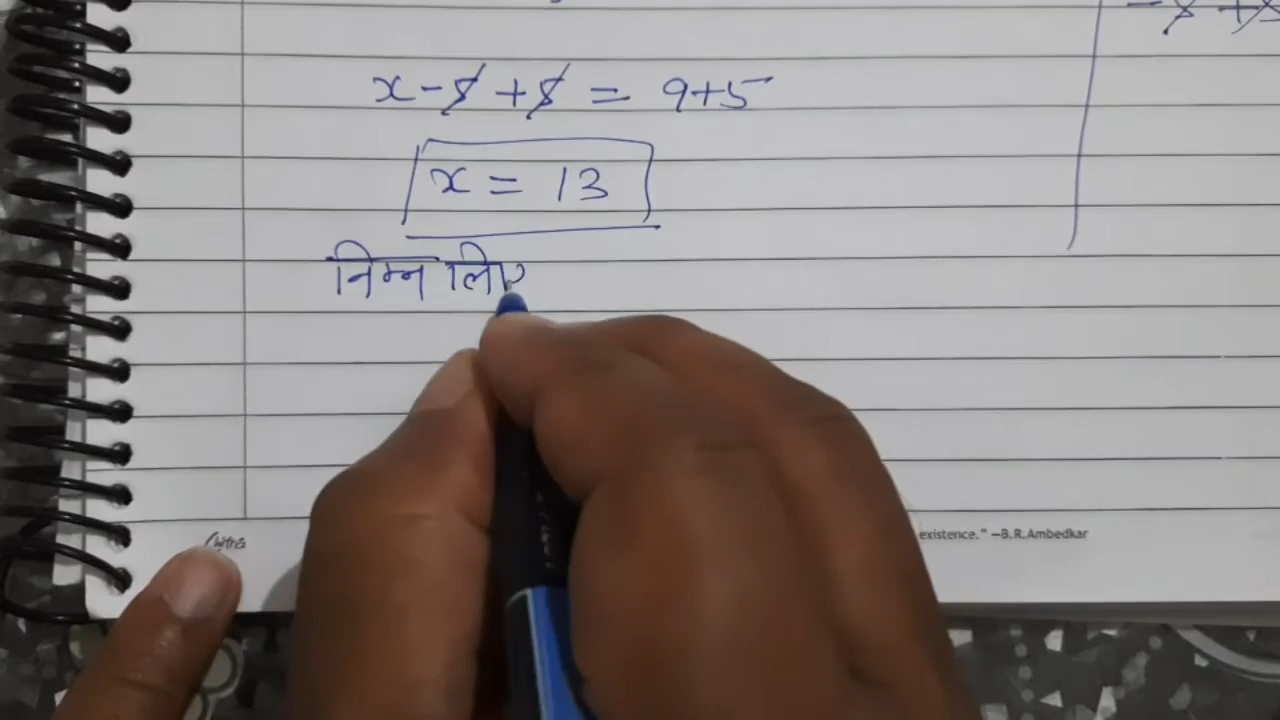 x - 5 + 5 = 9+5
x = 13
निम्न लि
existence." —B.R.Ambedkar